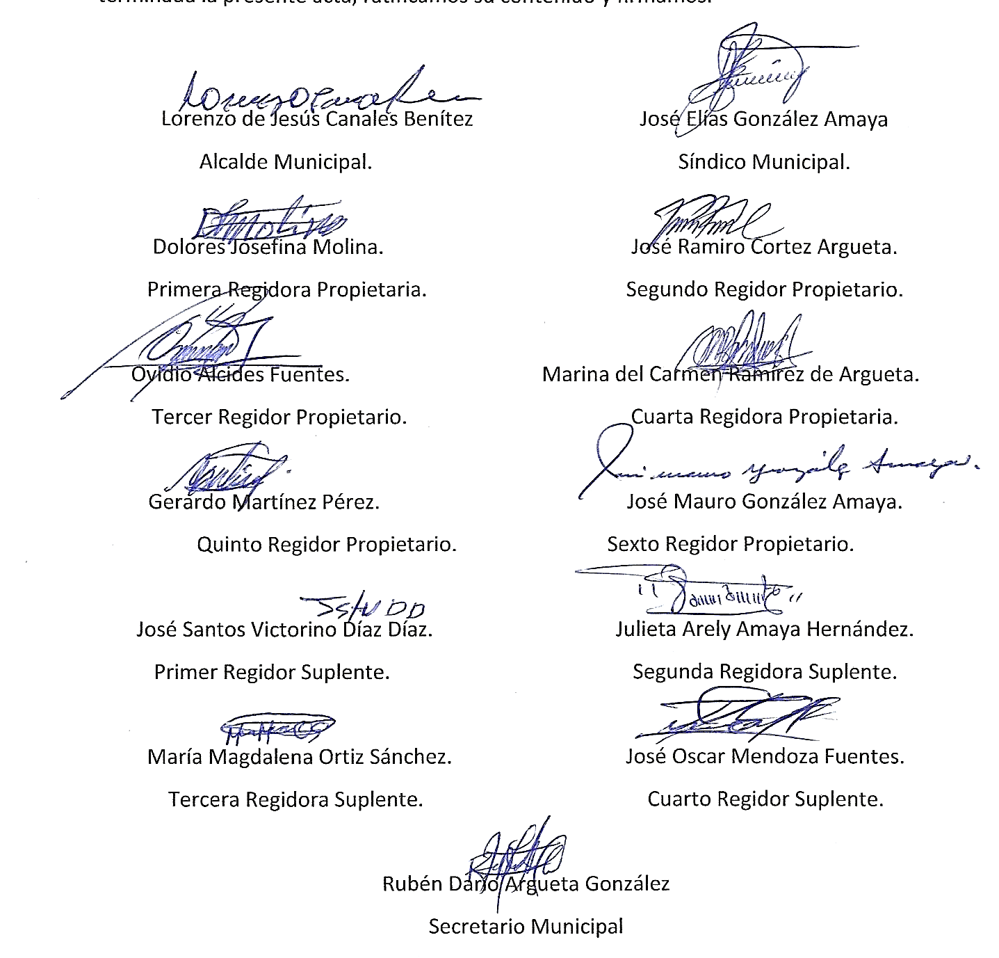 terminada la presente acta, ratificamos su contenido y firmamos.
Lorenzo de Jesús Canales Benítez
José Elías González Amaya
Alcalde Municipal.
Síndico Municipal.
Dolores Josefina Molina.
José Ramiro Cortez Argueta.
Primera Regidora Propietaria.
Segundo Regidor Propietario.
Ovidio Alcides Fuentes.
Marina del Carmen Ramírez de Argueta.
Tercer Regidor Propietario.
Cuarta Regidora Propietaria.
Gerardo Martínez Pérez.
José Mauro González Amaya.
Quinto Regidor Propietario.
Sexto Regidor Propietario.
José Santos Victorino Díaz Díaz.
Julieta Arely Amaya Hernández.
Primer Regidor Suplente.
Segunda Regidora Suplente.
María Magdalena Ortiz Sánchez.
José Oscar Mendoza Fuentes.
Tercera Regidora Suplente.
Cuarto Regidor Suplente.
Rubén Darío Argueta González
Secretario Municipal